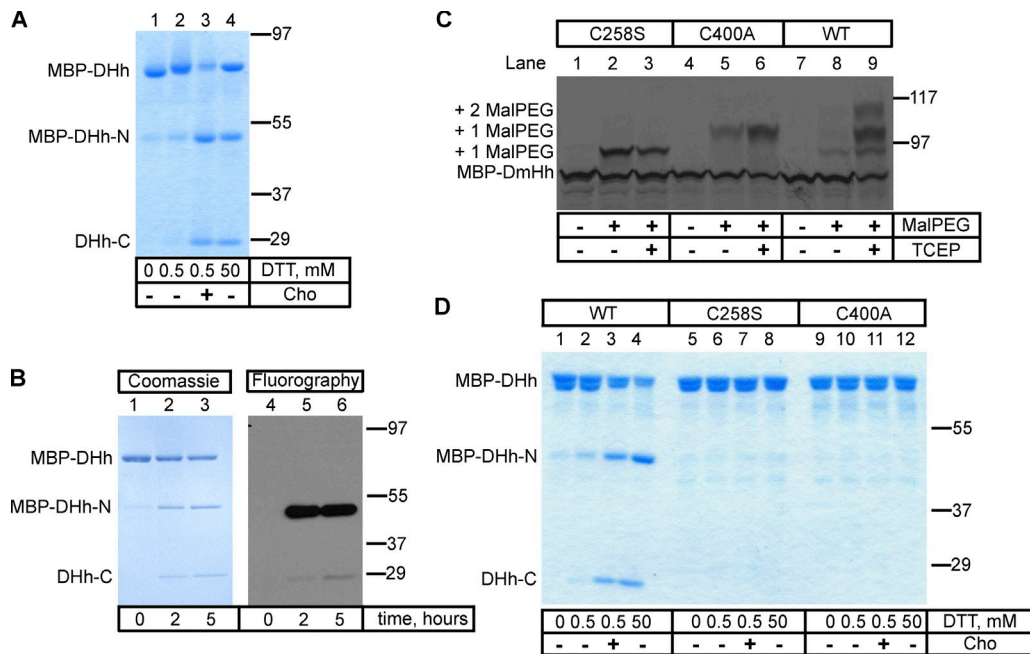 A
1 2 3 4
97
MBP-DHh
55
MBP-DHh-N
37
DHh-C
29
0 0.5 0.5 50 DTT, mM
- - + - Cho
B
Coomassie Fluorography
1 2 3 4 5 6
97
MBP-DHh
55
MBP-DHh-N
37
DHh-C
29
0 2 5 0 2 5 time, hours
C
C258S C400A WT
Lane 1 2 3 4 5 6 7 8 9
117
+ 2 MalPEG
+ 1 MalPEG
97
+ 1 MalPEG
MBP-DmHh
- + + - + + - + + MalPEG
+ + + TCEP
D
WT C258S C400A
1 2 3 4 5 6 7 8 9 10 11 12
MBP-DHh
55
MBP-DHh-N
37
29
DHh-C
0 0.5 0.5 50 0 0.5 0.5 50 0 0.5 0.5 50 DTT, mM
- - + - - - + - - - + - Cho